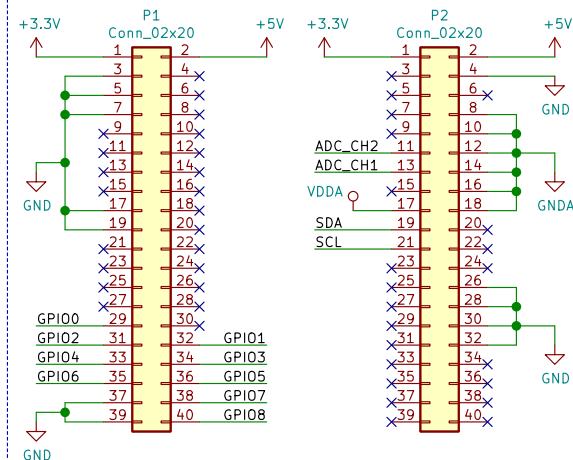 P1
Conn_02x20
+3.3V
+5V
1 2
3 4
5 6
7 8
9 10
11 12
13 14
15 16
GND
17 18
19 20
21 22
23 24
25 26
27 28
GPIO0 29 30
GPIO2 31 32 GPIO1
GPIO4 33 34 GPIO3
GPIO6 35 36 GPIO5
37 38 GPIO7
39 40 GPIO8
GND
P2
Conn_02x20
+3.3V
+5V
1 2
3 4
5 6
GND
7 8
9 10
ADC_CH2 11 12
ADC_CH1 13 14
VDDA 15 16
GNDA
17 18
SDA 19 20
SCL 21 22
23 24
25 26
27 28
29 30
31 32
33 34
GND
35 36
37 38
39 40